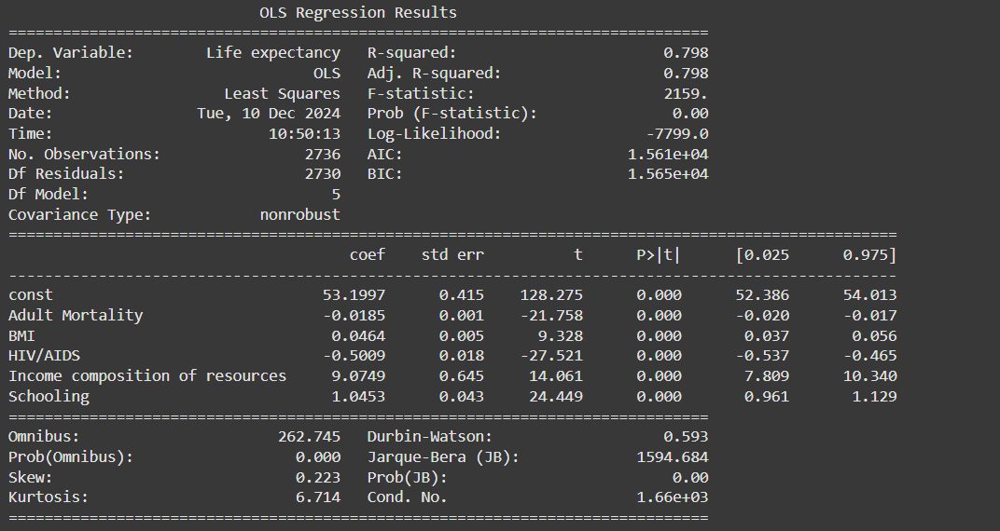 OLS Regression Results
==============================================================================
Dep. Variable:        Life expectancy   R-squared:                       0.798
Model:                            OLS   Adj. R-squared:                  0.798
Method:                 Least Squares   F-statistic:                     2159.
Date:                Tue, 10 Dec 2024   Prob (F-statistic):               0.00
Time:                        10:50:13   Log-Likelihood:                -7799.0
No. Observations:                2736   AIC:                         1.561e+04
Df Residuals:                    2730   BIC:                         1.565e+04
Df Model:                           5
Covariance Type:            nonrobust
===================================================================================================
                                      coef    std err          t      P>|t|      [0.025      0.975]
---------------------------------------------------------------------------------------------------
const                              53.1997      0.415    128.275      0.000      52.386      54.013
Adult Mortality                    -0.0185      0.001    -21.758      0.000      -0.020      -0.017
BMI                                 0.0464      0.005      9.328      0.000       0.037       0.056
HIV/AIDS                           -0.5009      0.018    -27.521      0.000      -0.537      -0.465
Income composition of resources     9.0749      0.645     14.061      0.000       7.809      10.340
Schooling                           1.0453      0.043     24.449      0.000       0.961       1.129
==============================================================================
Omnibus:                      262.745   Durbin-Watson:                   0.593
Prob(Omnibus):                  0.000   Jarque-Bera (JB):             1594.684
Skew:                           0.223   Prob(JB):                         0.00
Kurtosis:                       6.714   Cond. No.                     1.66e+03
==============================================================================